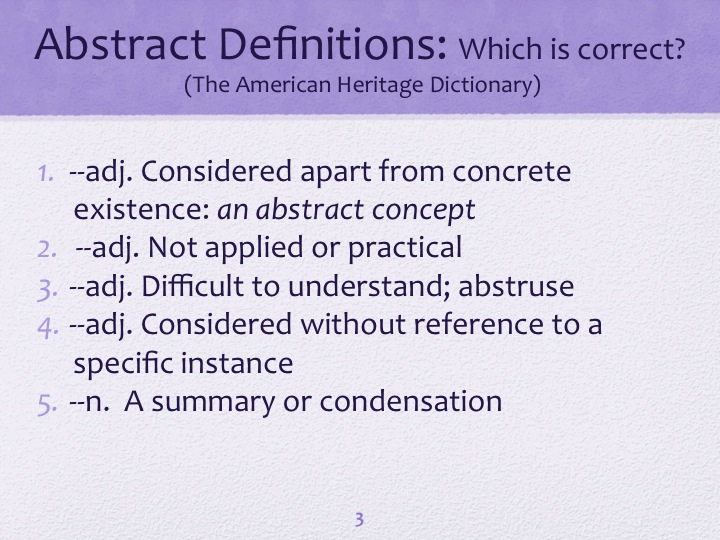 Abstract Definitions: Which is correct?
(The American Heritage Dictionary)
1. --adj. Considered apart from concrete
existence: an abstract concept
2. --adj. Not applied or practical
3. --adj. Difficult to understand; abstruse
4. --adj. Considered without reference to a
specific instance
5. --n. A summary or condensation
3